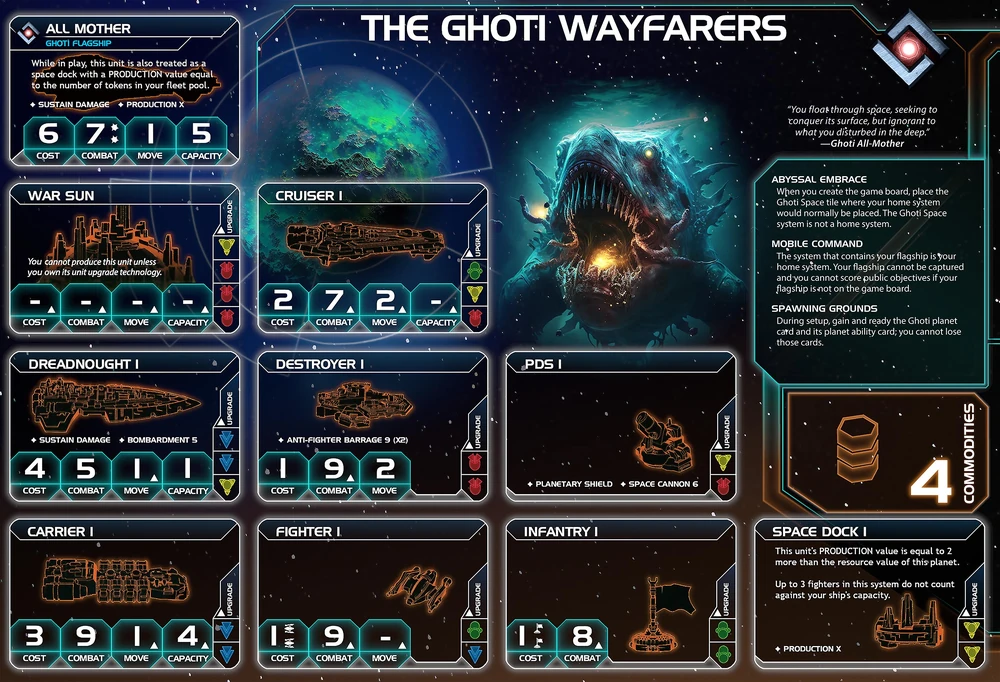 THE GHOTI WAYFARERS
ALL MOTHER
GHOTI FLAGSHIP
While in play, this unit is also treated as a
space dock with a PRODUCTION value equal
to the number of tokens in your fleet pool.
✦ SUSTAIN DAMAGE ✦ PRODUCTION X
6 7 1 5
COST COMBAT MOVE CAPACITY
"You float through space, seeking to
conquer its surface, but ignorant to
what you disturbed in the deep."
—Ghoti All-Mother
ABYSSAL EMBRACE
When you create the game board, place the
Ghoti Space tile where your home system
would normally be placed. The Ghoti Space
system is not a home system.
MOBILE COMMAND
The system that contains your flagship is your
home system. Your flagship cannot be captured
and you cannot score public objectives if your
flagship is not on the game board.
SPAWNING GROUNDS
During setup, gain and ready the Ghoti planet
card and its planet ability card; you cannot lose
those cards.
WAR SUN
UPGRADE
You cannot produce this unit unless
you own its unit upgrade technology.
- - - -
COST COMBAT MOVE CAPACITY
CRUISER I
UPGRADE
2 7 2 -
COST COMBAT MOVE CAPACITY
DREADNOUGHT I
UPGRADE
✦ SUSTAIN DAMAGE ✦ BOMBARDMENT 5
4 5 1 1
COST COMBAT MOVE CAPACITY
DESTROYER I
UPGRADE
✦ ANTI-FIGHTER BARRAGE 9 (X2)
1 9 2
COST COMBAT MOVE
PDS I
UPGRADE
✦ PLANETARY SHIELD ✦ SPACE CANNON 6
4
COMMODITIES
CARRIER I
UPGRADE
3 9 1 4
COST COMBAT MOVE CAPACITY
FIGHTER I
UPGRADE
1 9 -
COST COMBAT MOVE
INFANTRY I
UPGRADE
1 8
COST COMBAT
SPACE DOCK I
This unit's PRODUCTION value is equal to 2
more than the resource value of this planet.
Up to 3 fighters in this system do not count
against your ship's capacity.
UPGRADE
✦ PRODUCTION X